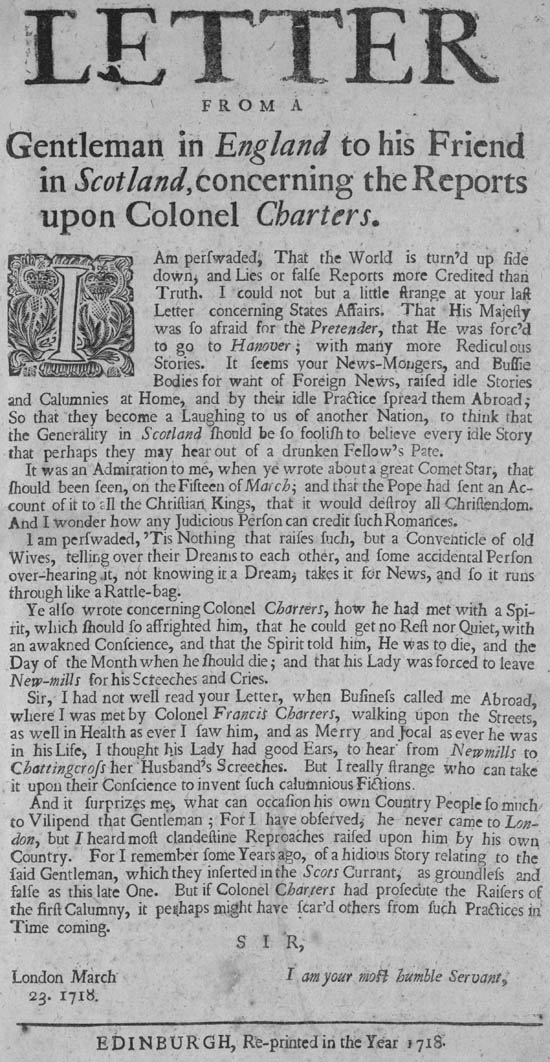 LETTER
FROM A
Gentleman in England to his Friend
in Scotland, concerning the Reports
upon Colonel Charters.
I Am perſwaded, That the World is turn'd up ſide
down, and Lies or falſe Reports more Credited than
Truth. I could not but a little ſtrange at your laſt
Letter concerning States Affairs. That His Majeſty
was ſo afraid for the Pretender, that He was forc'd
to go to Hanover; with many more Rediculous
Stories. It ſeems your News-Mongers, and Buſſie
Bodies for want of Foreign News, raiſed idle Stories
and Calumnies at Home, and by their idle Practice ſpread them Abroad;
So that they become a Laughing to us of another Nation, to think that
the Generality in Scotland ſhould be ſo fooliſh to believe every idle Story
that perhaps they may hear out of a drunken Fellow's Pate.
It was an Admiration to me, when ye wrote about a great Comet Star, that
ſhould been ſeen, on the Fifteen of March; and that the Pope had ſent an Ac-
count of it to all the Chriſtian Kings, that it would deſtroy all Chriſtendom.
And I wonder how any Judicious Perſon can credit ſuch Romances.
I am perſwaded, 'Tis Nothing that raiſes ſuch, but a Conventicle of old
Wives, telling over their Dreams to each other, and ſome accidental Perſon
over-hearing it, not knowing it a Dream, takes it for News, and ſo it runs
through like a Rattle-bag.
Ye alſo wrote concerning Colonel Charters, how he had met with a Spi-
rit, which ſhould ſo affrighted him, that he could get no Reſt nor Quiet, with
an awakned Conſcience, and that the Spirit told him, He was to die, and the
Day of the Month when he ſhould die; and that his Lady was forced to leave
New-mills for his Screeches and Cries.
Sir, I had not well read your Letter, when Buſineſs called me Abroad,
where I was met by Colonel Francis Charters, walking upon the Streets,
as well in Health as ever I ſaw him, and as Merry and Jocal as ever he was
in his Life, I thought his Lady had good Ears, to hear from Newmills to
Chattingcroſs her Husband's Screeches. But I really ſtrange who can take
it upon their Conſcience to invent ſuch calumnious Fictions.
And it ſurprizes me, what can occaſion his own Country People ſo much
to Vilipend that Gentleman; For I have obſerved, he never came to Lon-
don, but I heard moſt clandeſtine Reproaches raiſed upon him by his own
Country. For I remember ſome Years ago, of a hidious Story relating to the
ſaid Gentleman, which they inſerted in the Scots Currant, as groundleſs and
falſe as this late One. But if Colonel Charters had proſecute the Raiſers of
the firſt Calumny, it perhaps might have ſcar'd others from ſuch Practices in
Time coming.
SIR,
London March
23. 1718.
I am your moſt humble Servant,
EDINBURGH, Re-printed in the Year 1718.